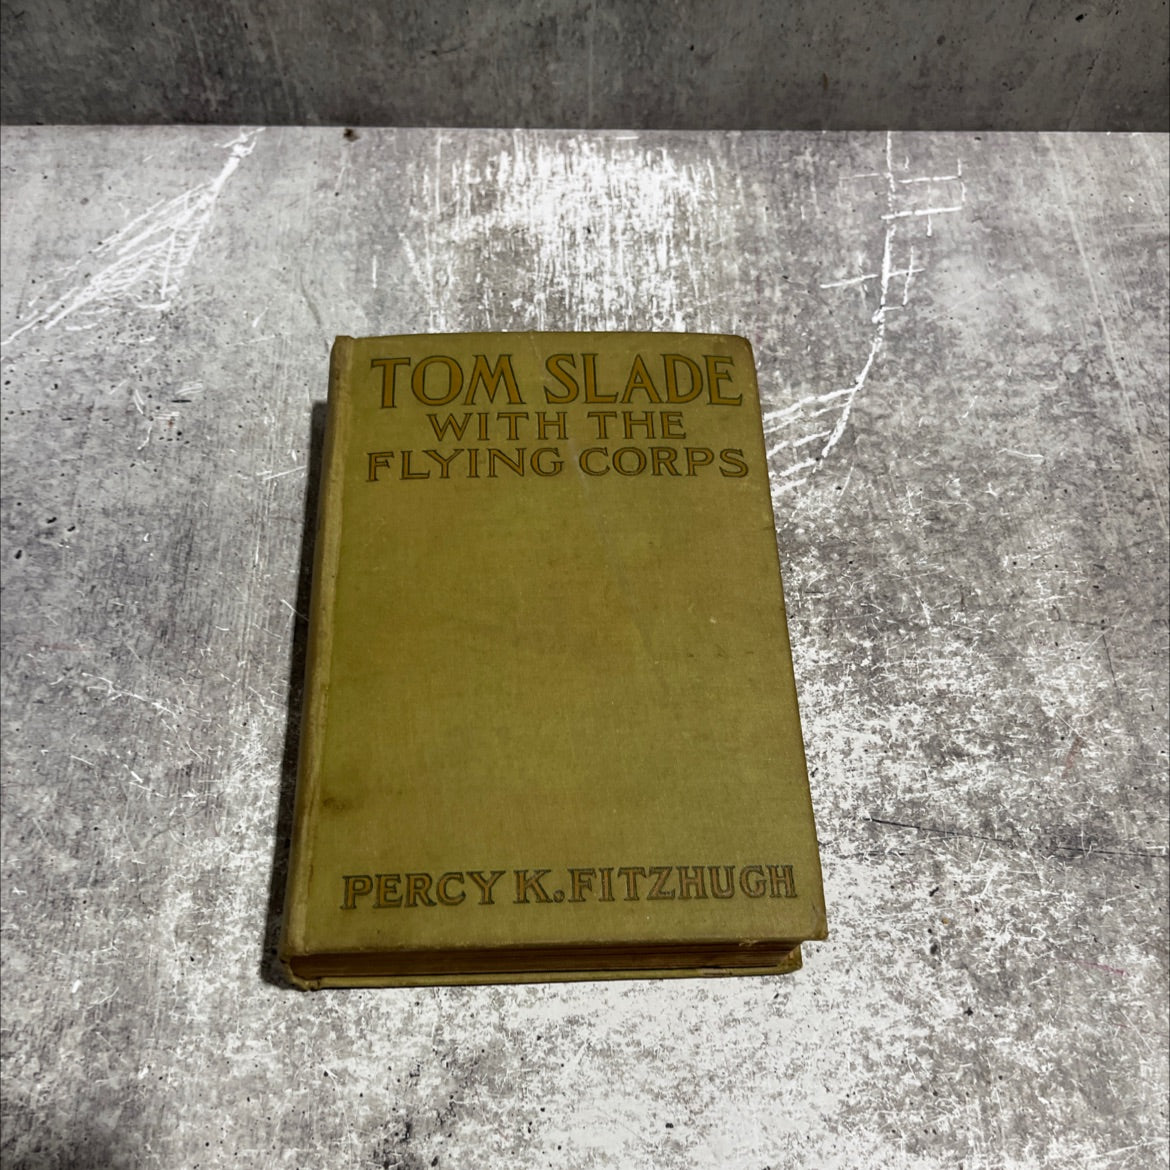 TOM SLADE
WITH THE
FLYING CORPS
PERCY K. FITZHUGH